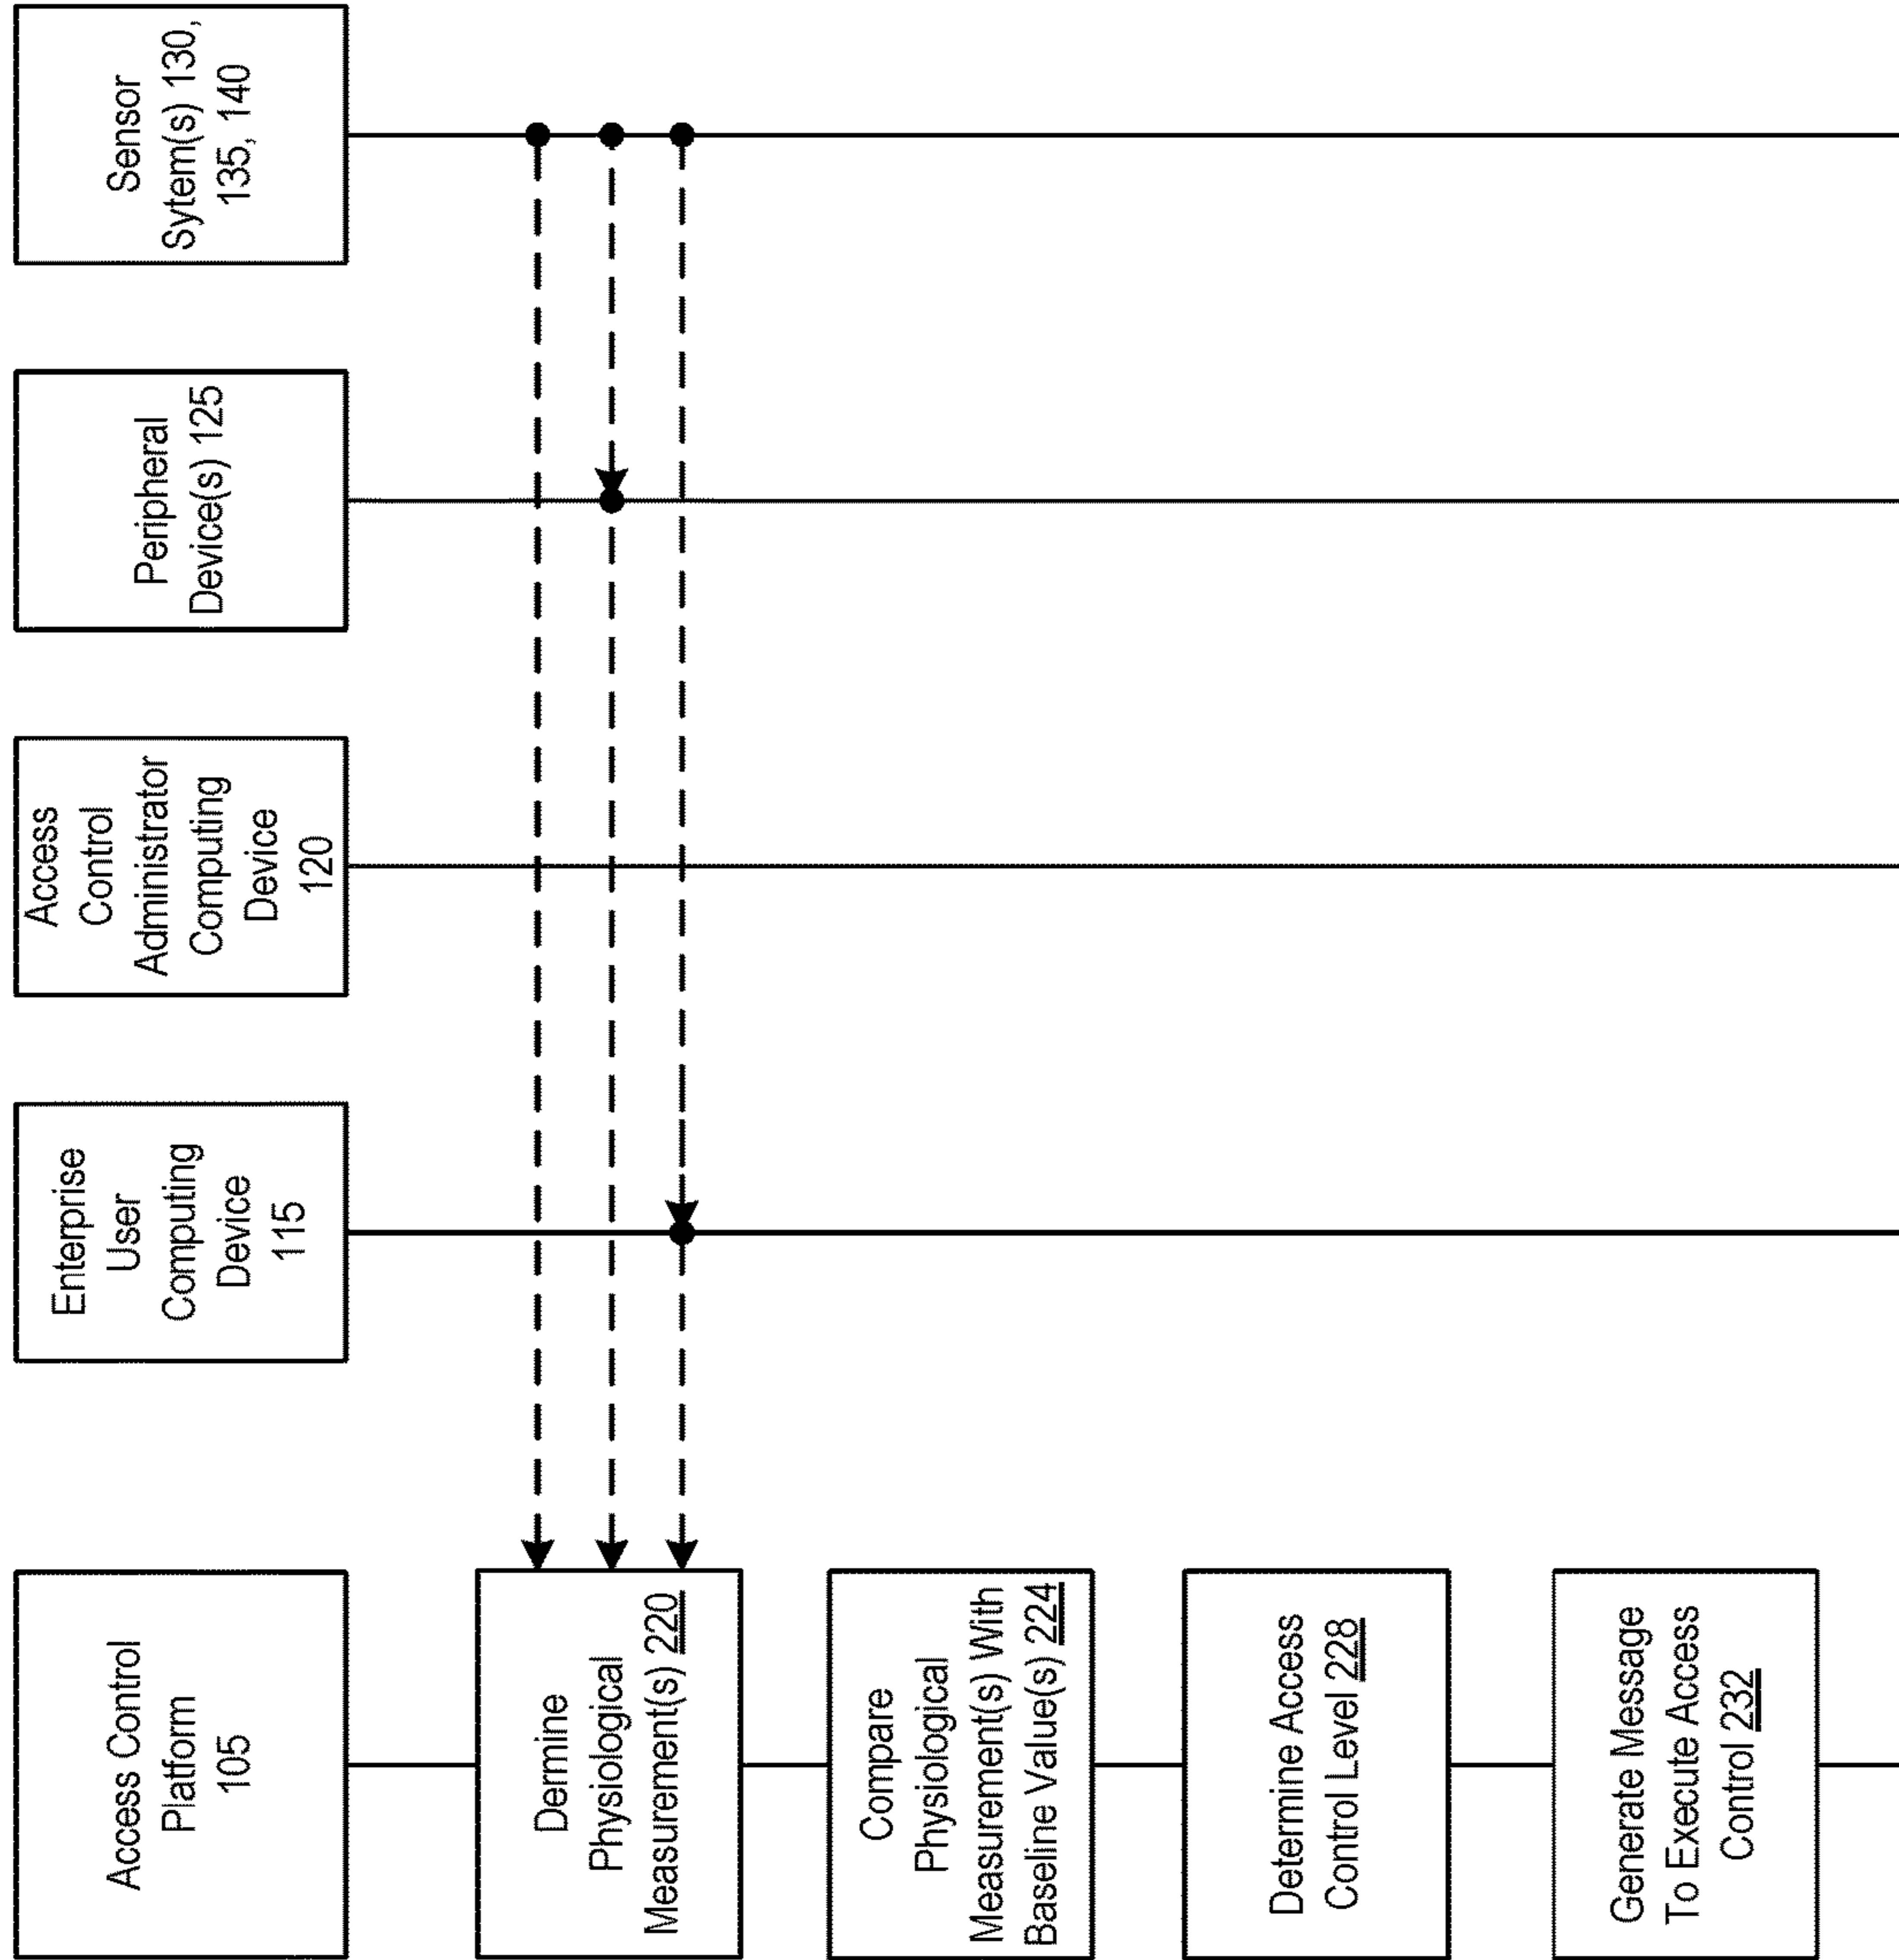 Access Control
Platform
105
Enterprise
User
Computing
Device
115
Access
Control
Administrator
Computing
Device
120
Peripheral
Device(s) 125
Sensor
Sytem(s) 130,
135, 140
Dermine
Physiological
Measurement(s) 220
Compare
Physiological
Measurement(s) With
Baseline Value(s) 224
Determine Access
Control Level 228
Generate Message
To Execute Access
Control 232